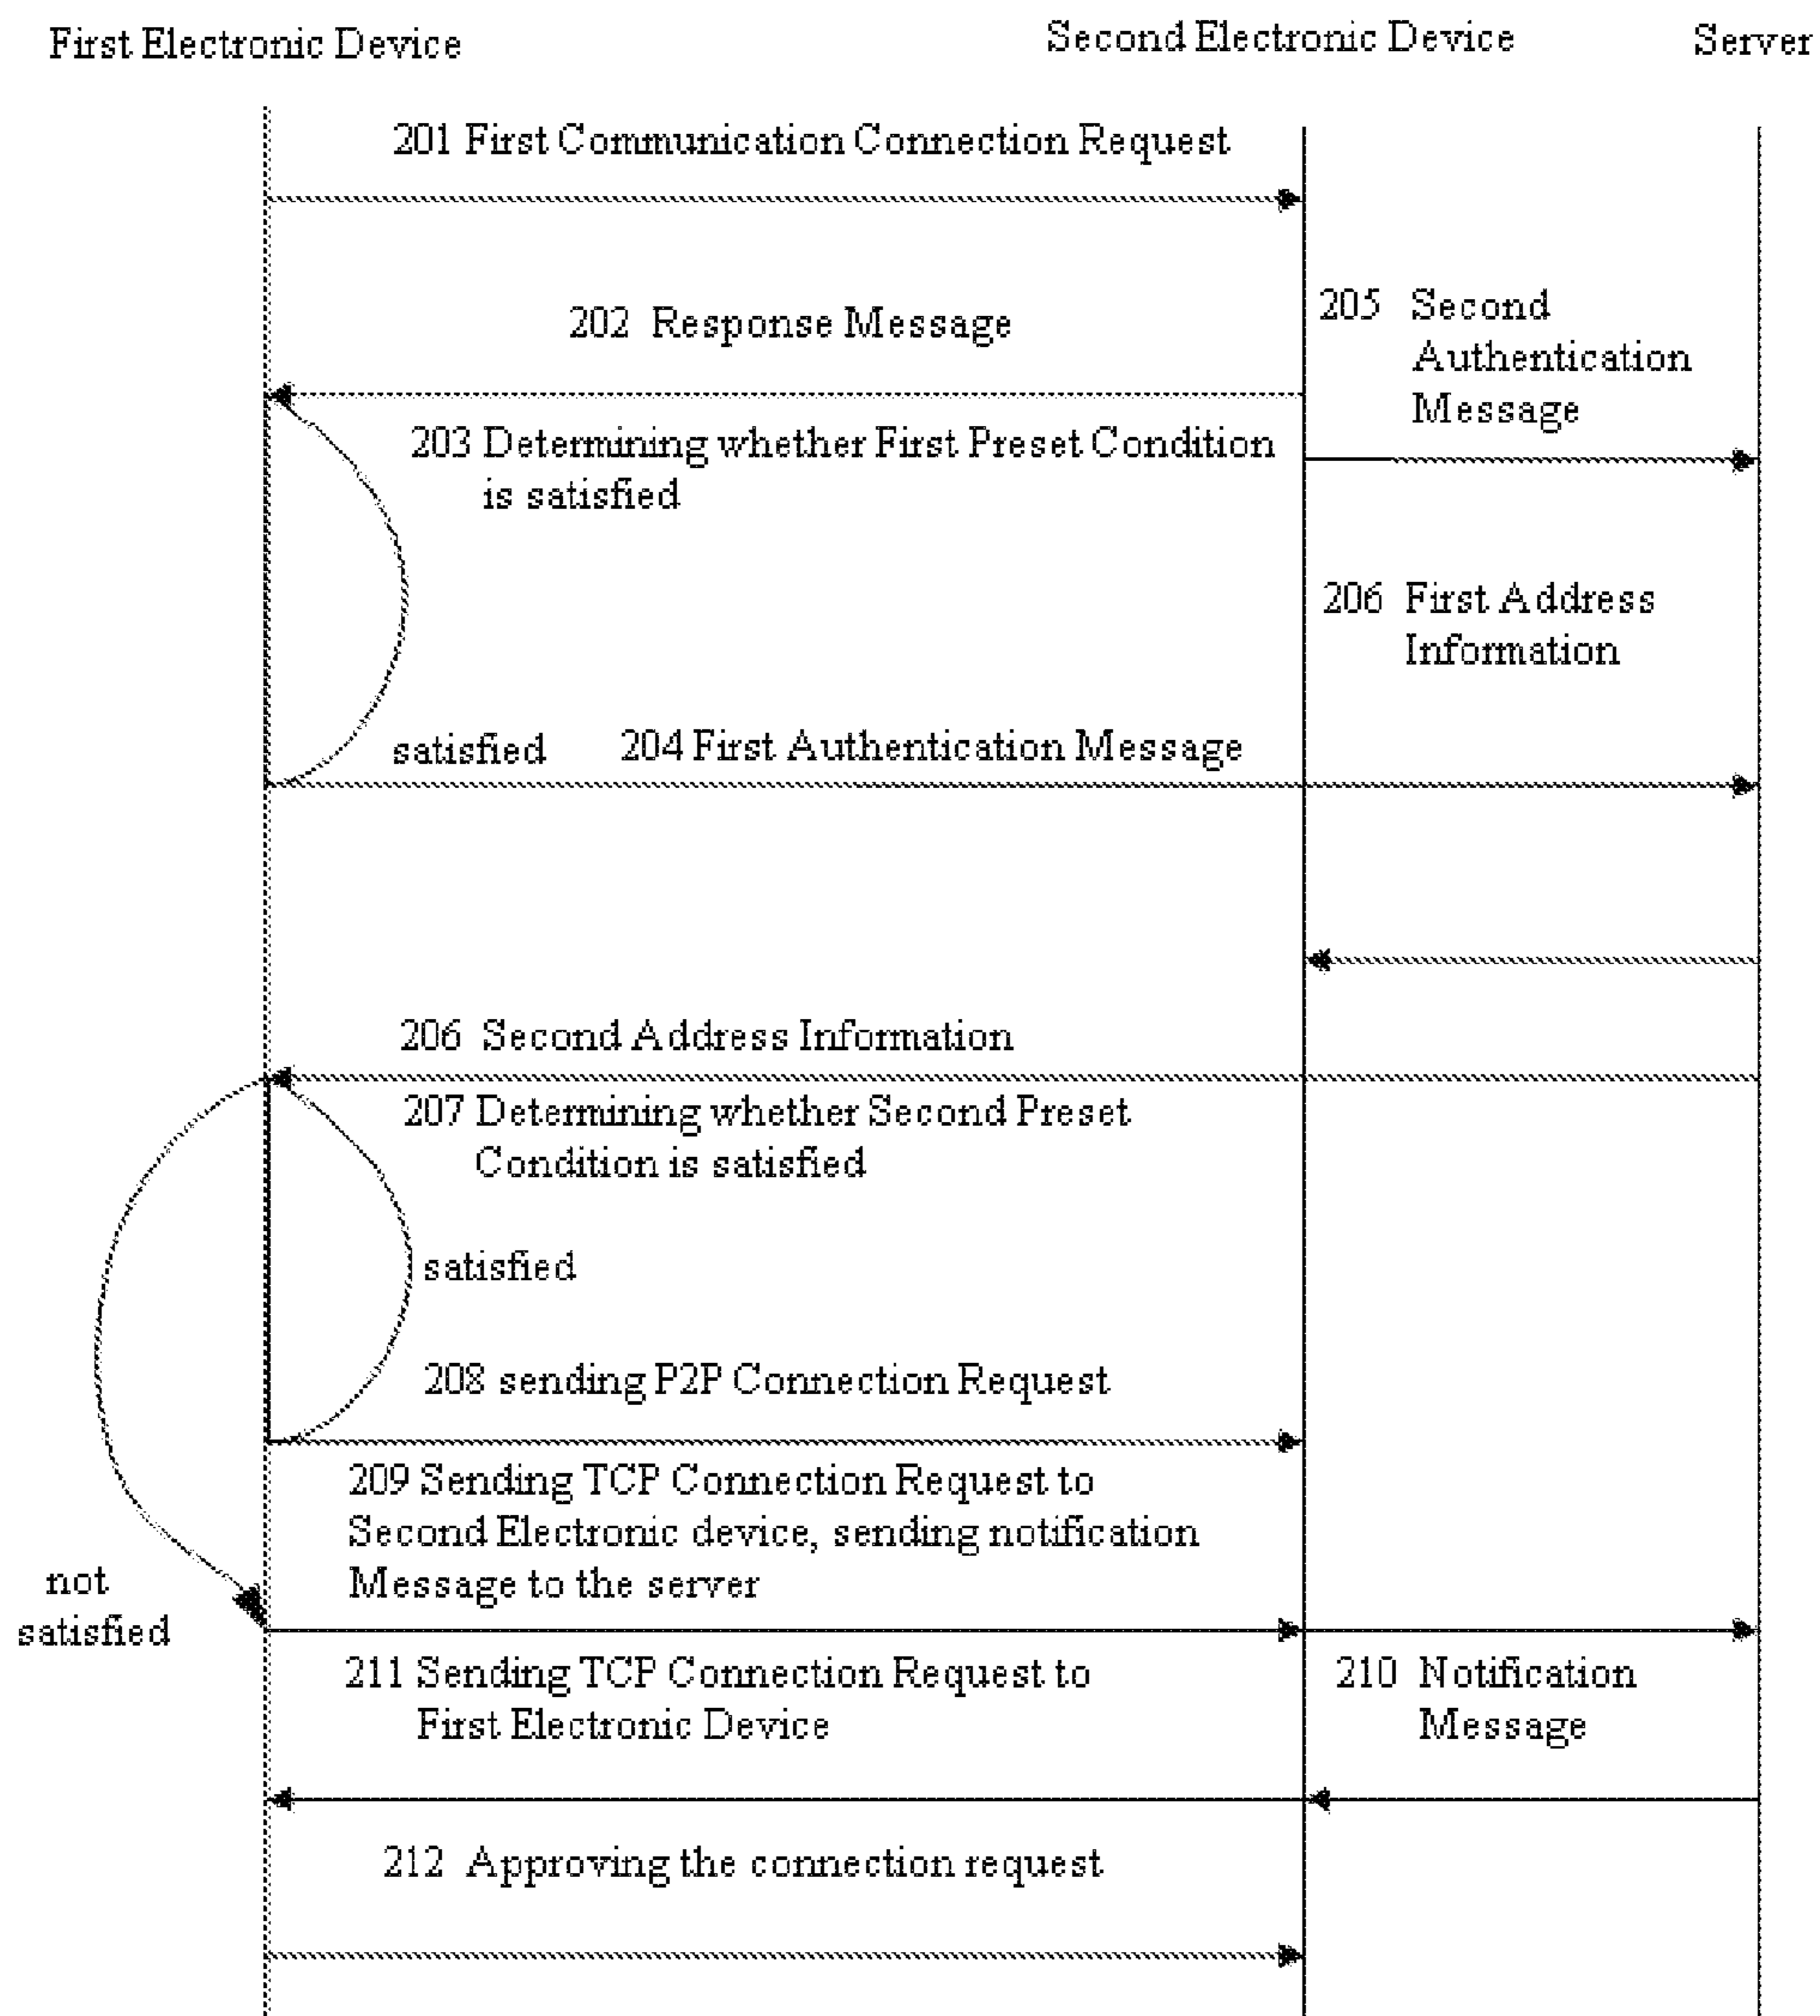 First Electronic Device
Second Electronic Device
Server
201 First Communication Connection Request
202 Response Message
205 Second
Authentication
Message
203 Determining whether First Preset Condition
is satisfied
206 First Address
Information
satisfied
204 First Authentication Message
206 Second Address Information
207 Determining whether Second Preset
Condition is satisfied
satisfied
208 sending P2P Connection Request
209 Sending TCP Connection Request to
Second Electronic device, sending notification
Message to the server
not
satisfied
211 Sending TCP Connection Request to
First Electronic Device
210 Notification
Message
212 Approving the connection request